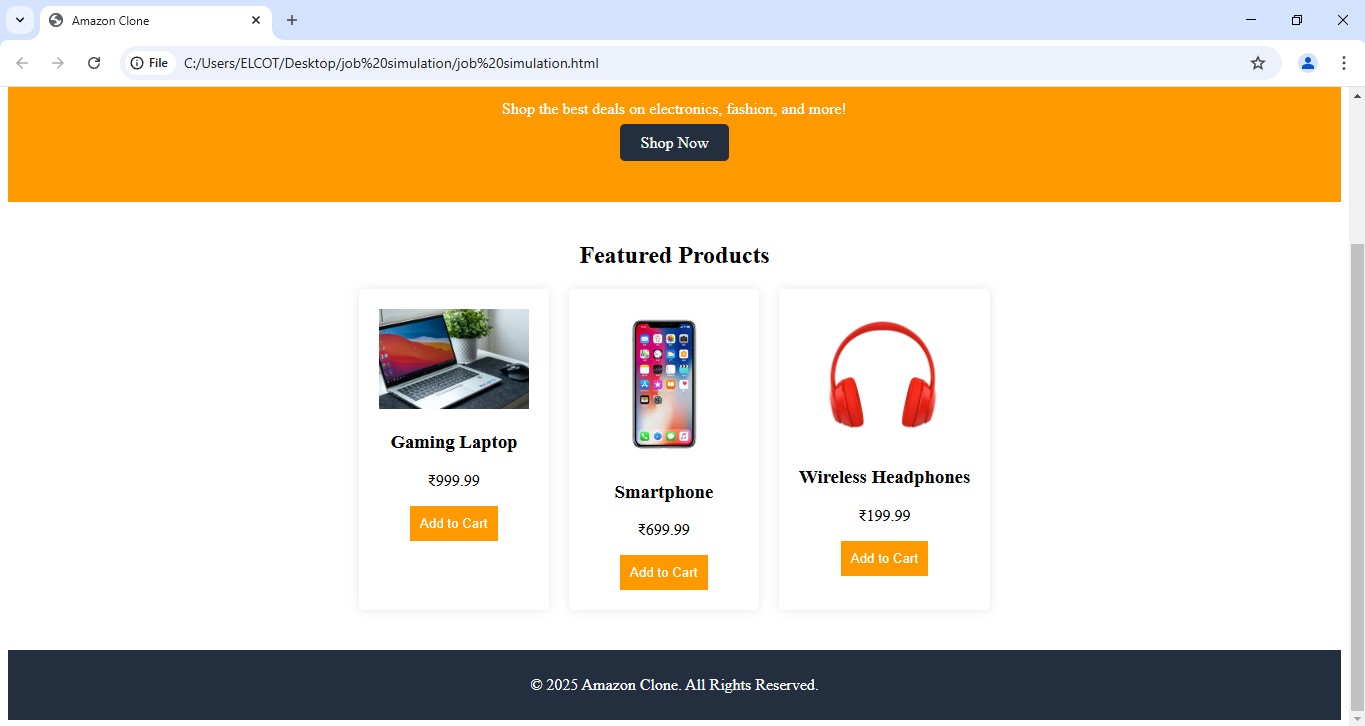 Amazon Clone
File
C:/Users/ELCOT/Desktop/job%20simulation/job%20simulation.html
Shop the best deals on electronics, fashion, and more!
Shop Now
Featured Products
Gaming Laptop
₹999.99
Add to Cart
Smartphone
₹699.99
Add to Cart
Wireless Headphones
₹199.99
Add to Cart
© 2025 Amazon Clone. All Rights Reserved.